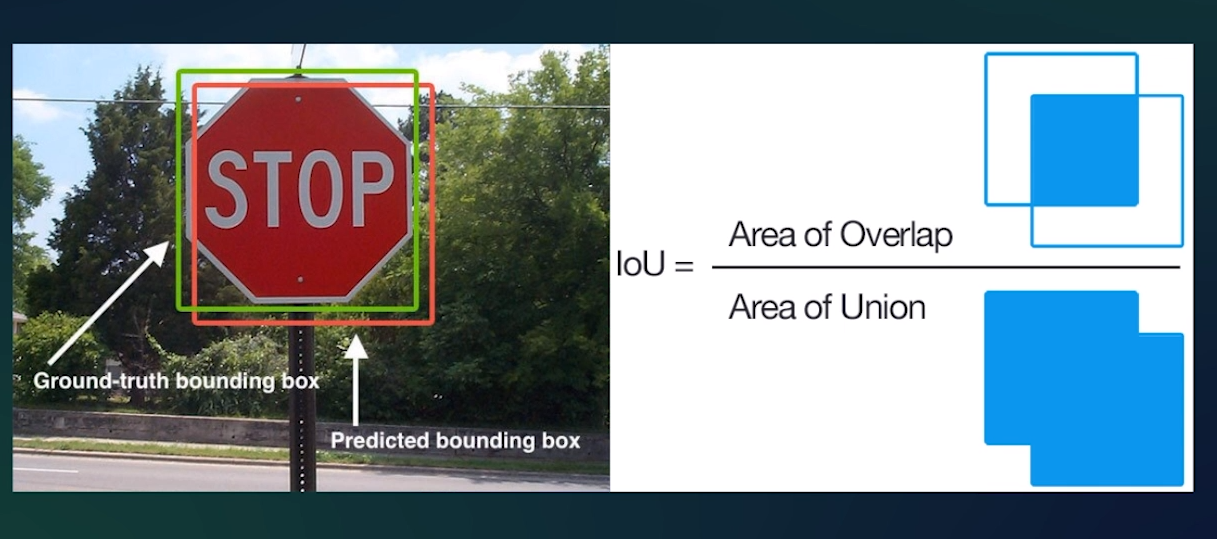 STOP
Ground-truth bounding box
Predicted bounding box
IoU =
Area of Overlap
Area of Union